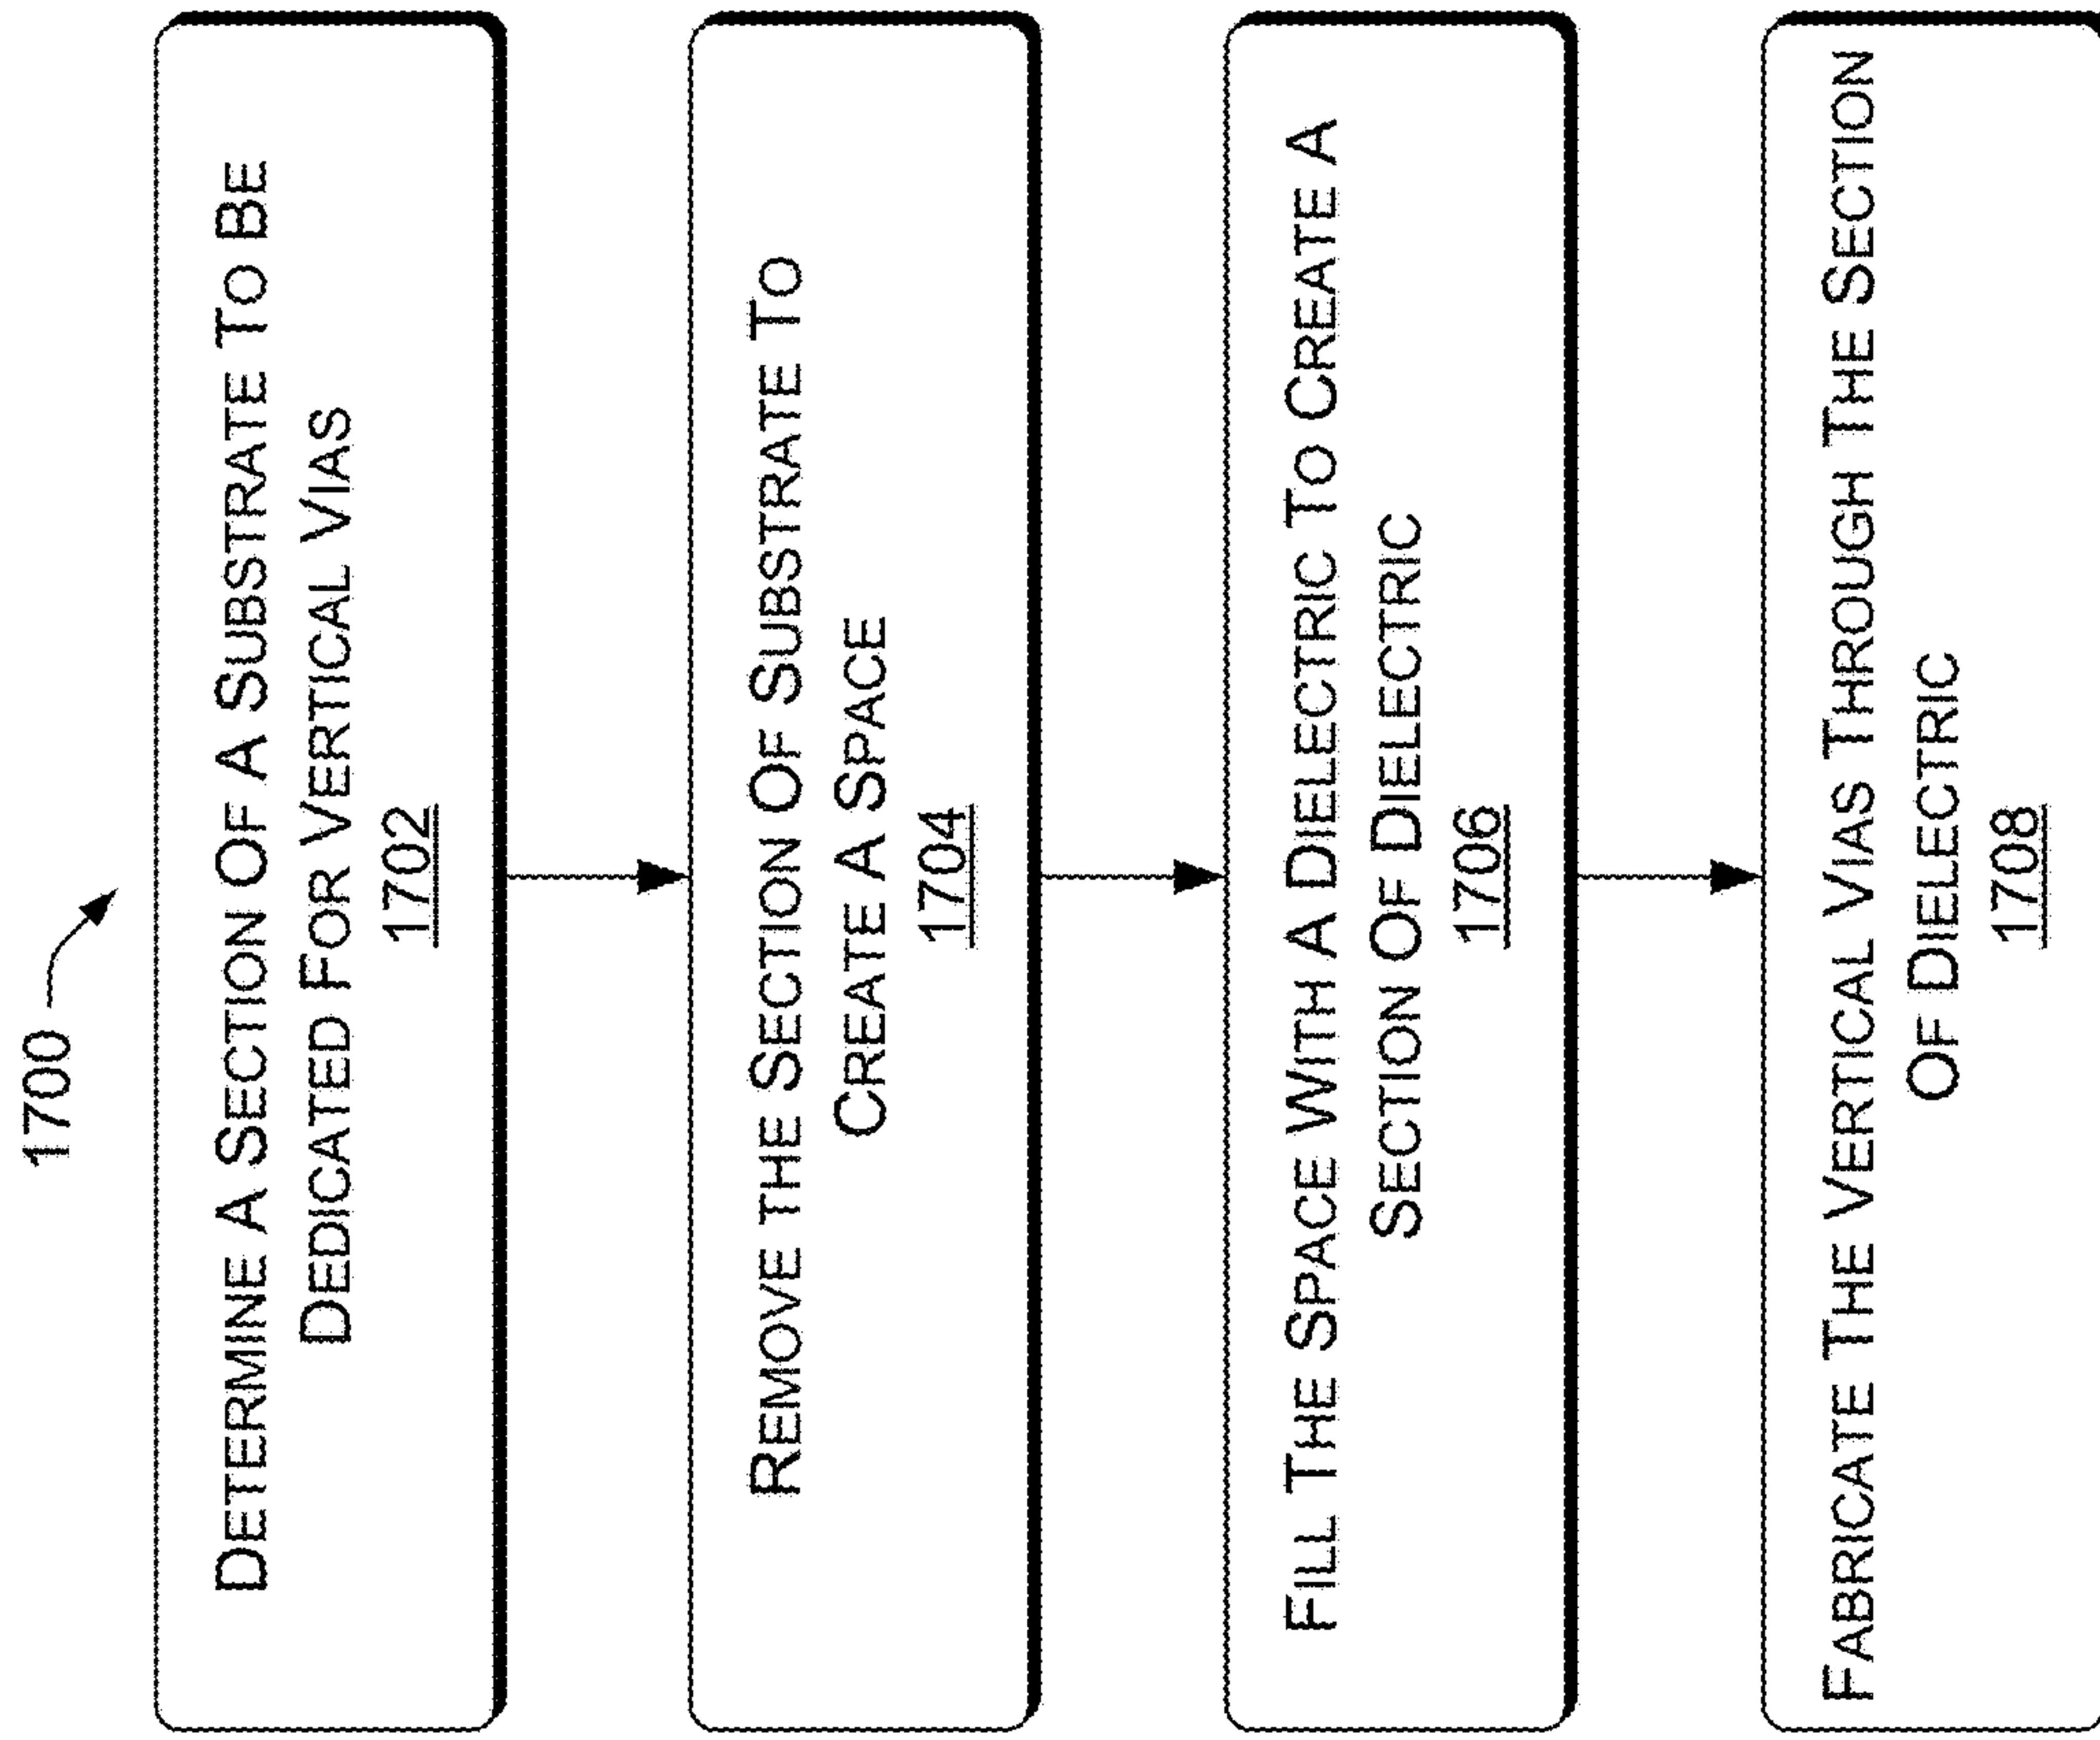 1700
DETERMINE A SECTION OF A SUBSTRATE TO BE
DEDICATED FOR VERTICAL VIAS
1702
REMOVE THE SECTION OF SUBSTRATE TO
CREATE A SPACE
1704
FILL THE SPACE WITH A DIELECTRIC TO CREATE A
SECTION OF DIELECTRIC
1706
FABRICATE THE VERTICAL VIAS THROUGH THE SECTION
OF DIELECTRIC
1708